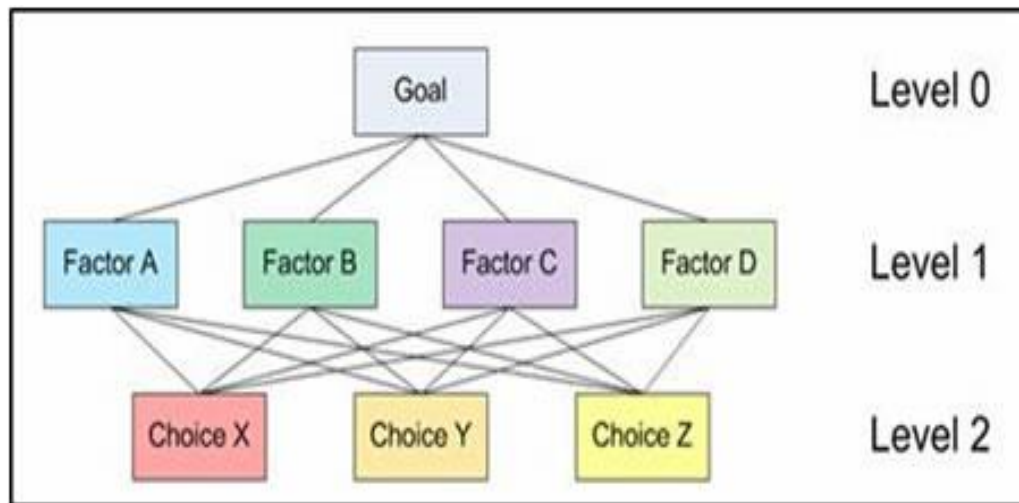 Goal
Level 0
Factor A
Factor B
Factor C
Factor D
Level 1
Choice X
Choice Y
Choice Z
Level 2